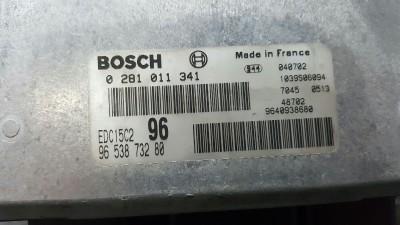 BOSCH Made in France
0 281 011 341 040702
1039S06094
7045 0513
48702
EDC15C2 96 9640938680
96 538 732 80